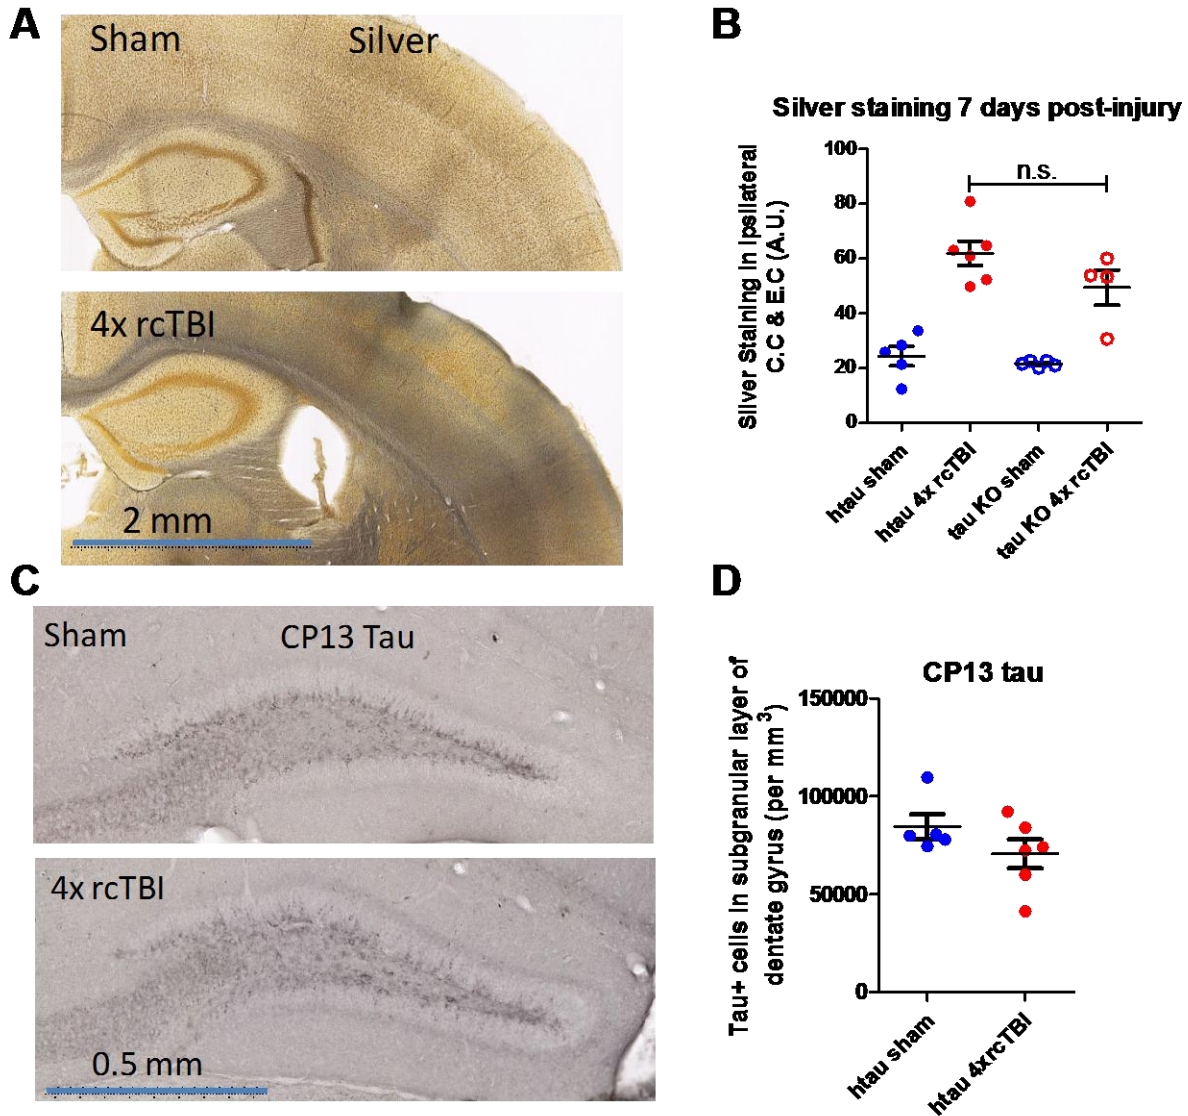 A
Sham
Silver
4x rcTBI
2 mm
B
Silver staining 7 days post-injury
Silver Staining in Ipsilateral
C.C & E.C (A.U.)
100
80
60
40
20
0
n.s.
htau sham
htau 4x rcTBI
tau KO sham
tau KO 4x rcTBI
C
Sham
CP13 Tau
4x rcTBI
0.5 mm
D
CP13 tau
Tau+ cells in subgranular layer of
dentate gyrus (per mm³)
150000
100000
50000
0
htau sham
htau 4xrcTBI